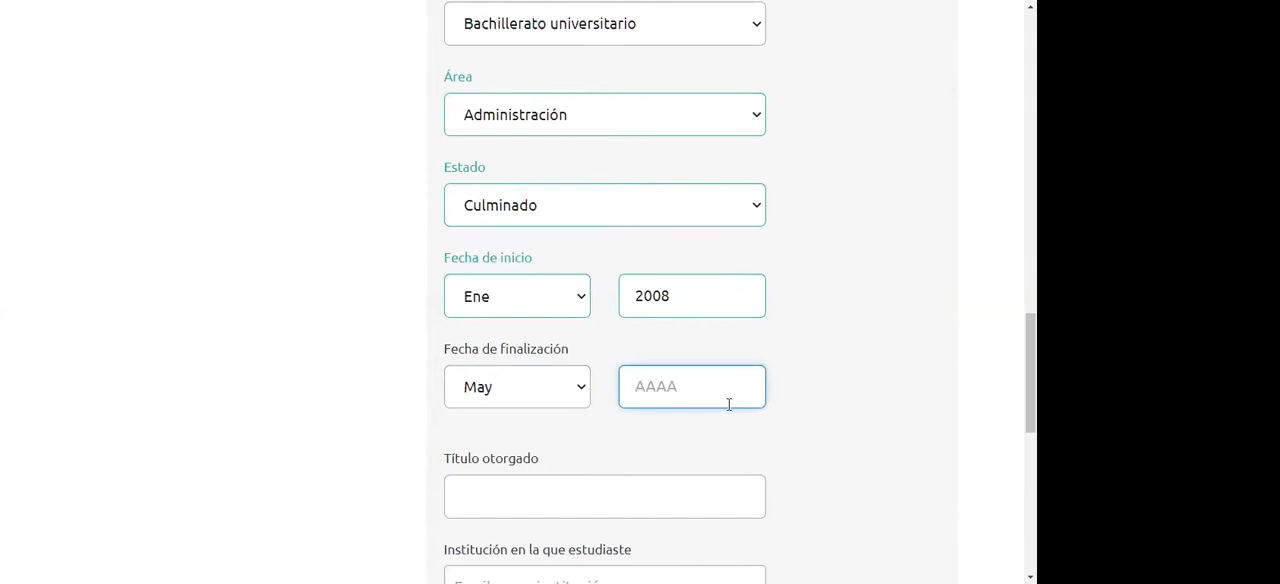 Bachillerato universitario
Área
Administración
Estado
Culminado
Fecha de inicio
Ene 2008
Fecha de finalización
May AAAA
Título otorgado
Institución en la que estudiaste